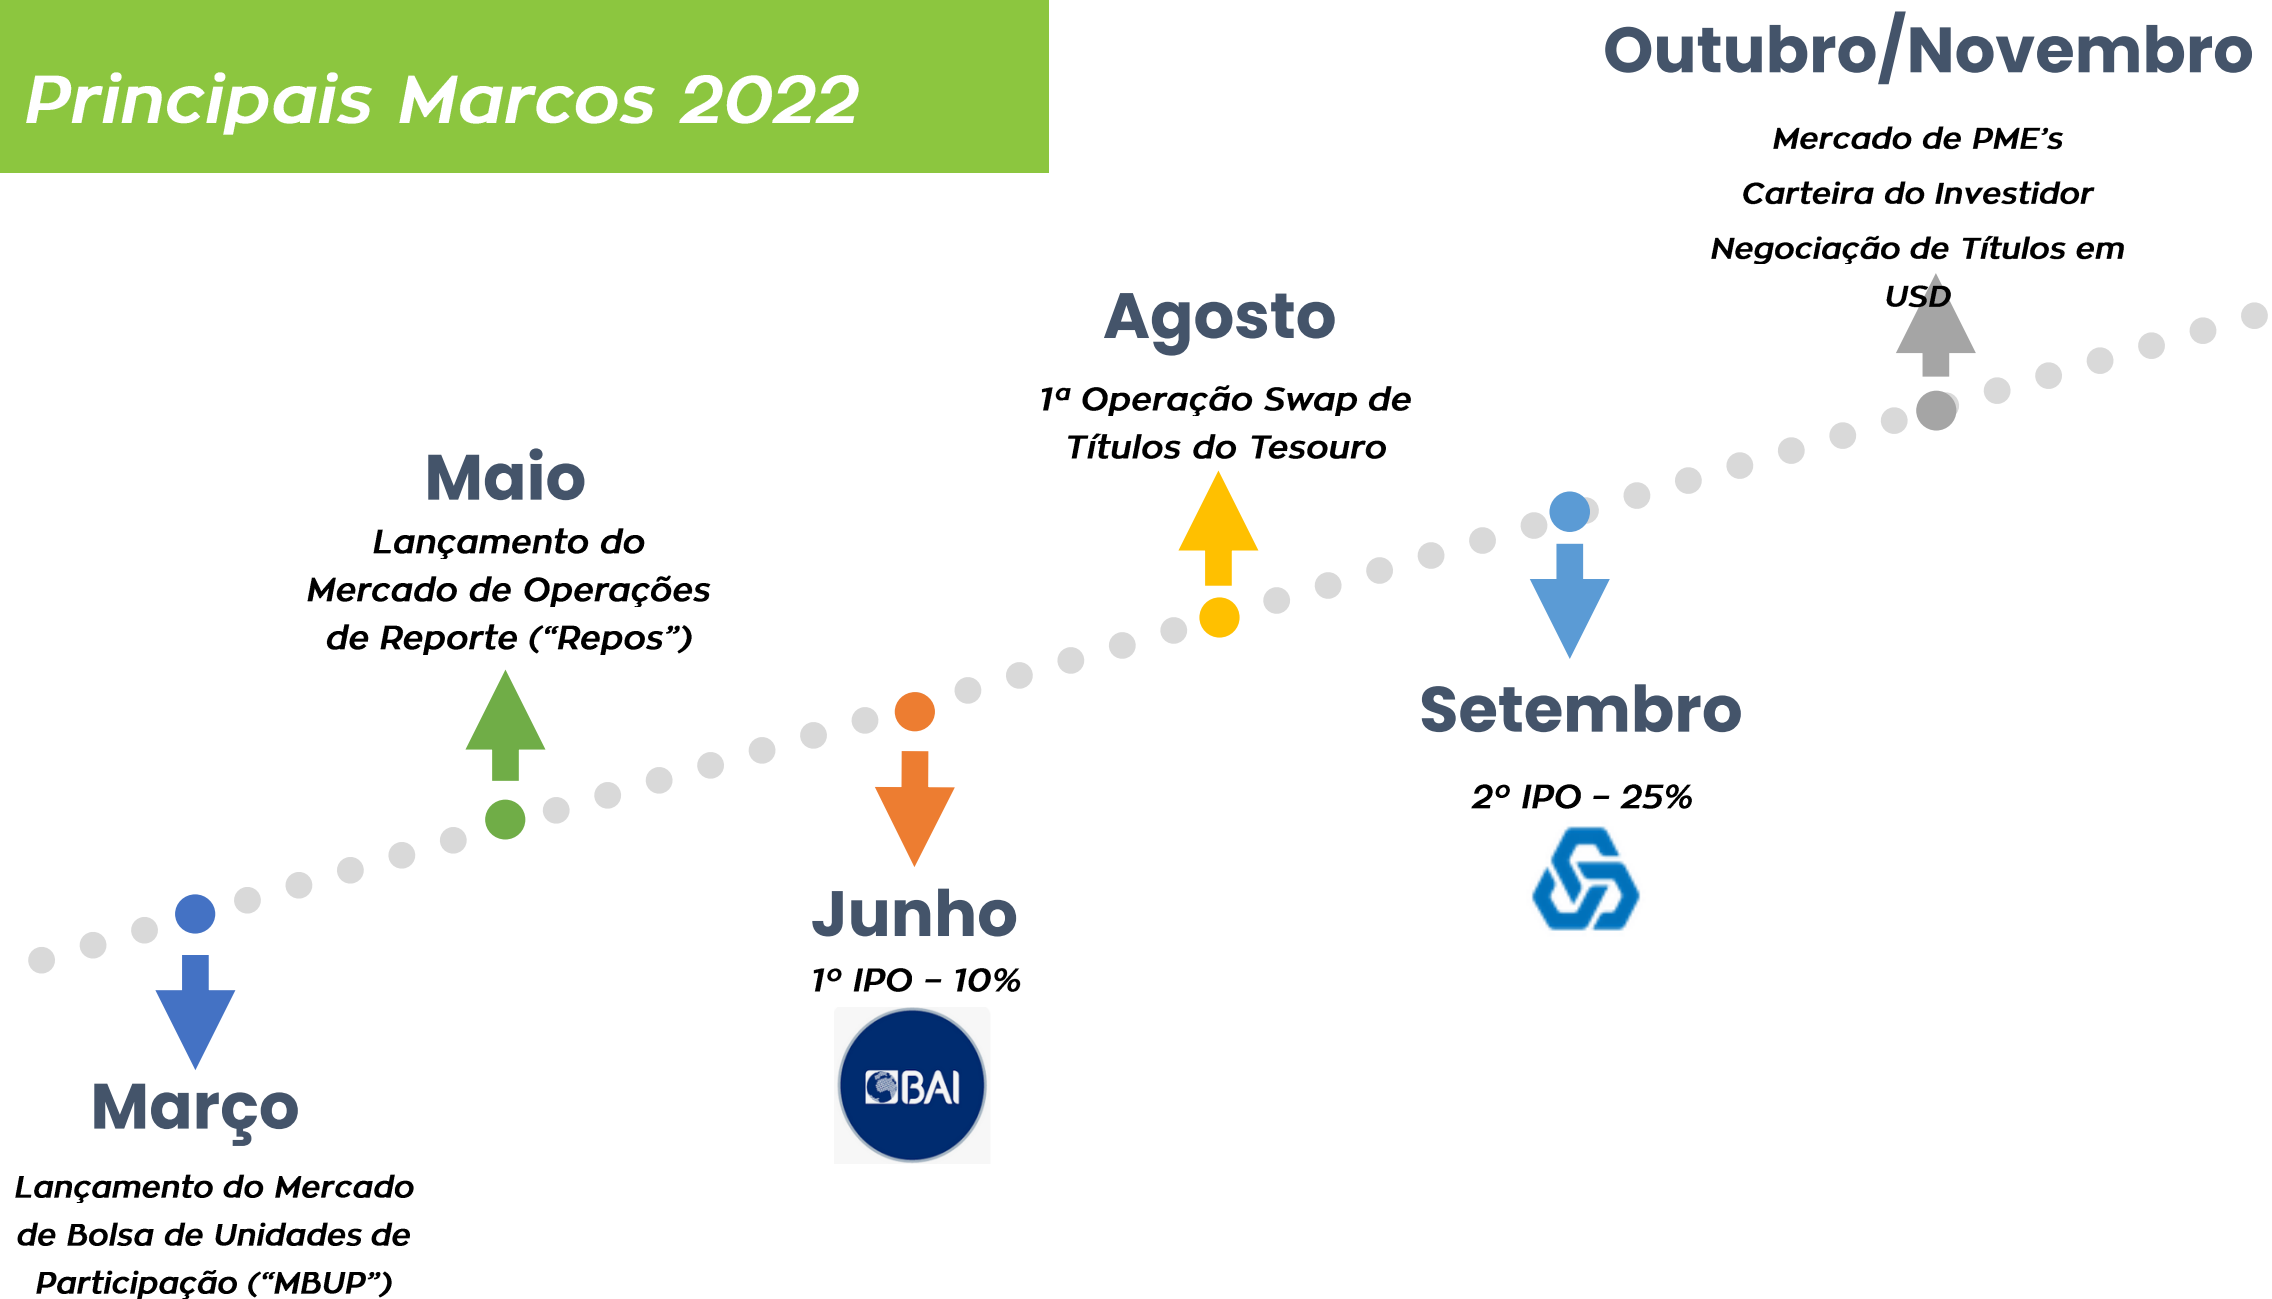 Principais Marcos 2022
Março
Lançamento do Mercado
de Bolsa de Unidades de
Participação (“MBUP”)
Maio
Lançamento do
Mercado de Operações
de Reporte (“Repos”)
Junho
1º IPO – 10%
BAI
Agosto
1ª Operação Swap de
Títulos do Tesouro
Setembro
2º IPO – 25%
Outubro/Novembro
Mercado de PME’s
Carteira do Investidor
Negociação de Títulos em
USD